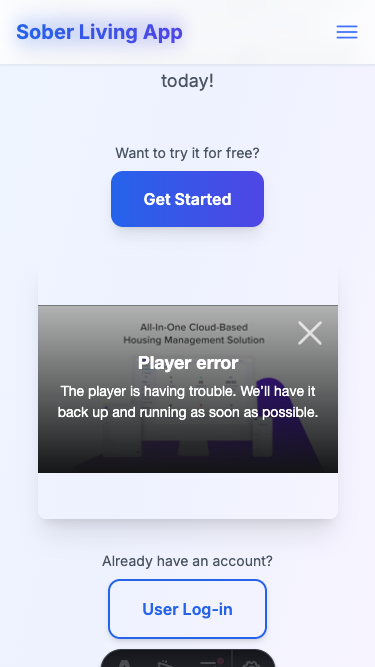 Sober Living App
today!
Want to try it for free?
Get Started
All-In-One Cloud-Based
Housing Management Solution
Player error
The player is having trouble. We'll have it
back up and running as soon as possible.
Already have an account?
User Log-in